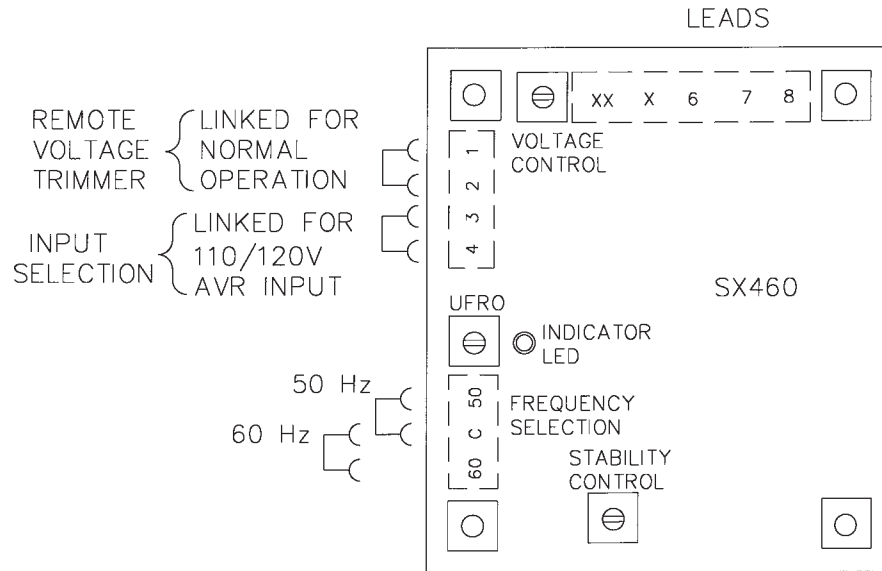 LEADS
XX X 6 7 8
VOLTAGE
CONTROL
REMOTE
VOLTAGE
TRIMMER
LINKED FOR
NORMAL
OPERATION
1
2
3
4
INPUT
SELECTION
LINKED FOR
110/120V
AVR INPUT
SX460
UFRO
INDICATOR
LED
50 Hz
60 Hz
50
C
60
FREQUENCY
SELECTION
STABILITY
CONTROL